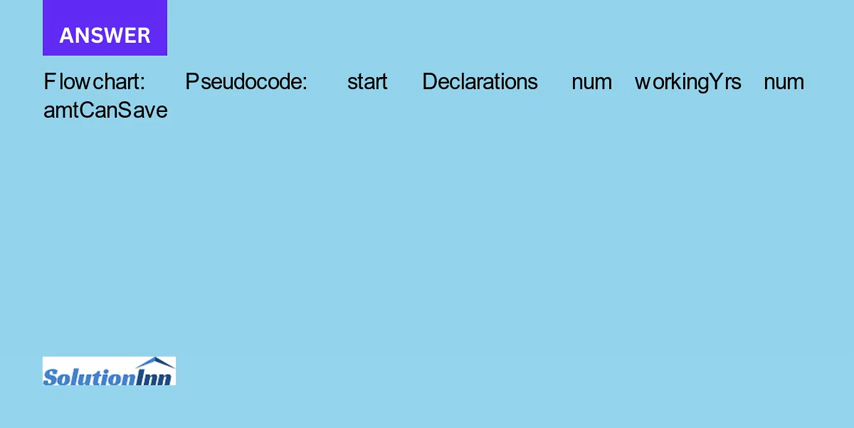 ANSWER
Flowchart: Pseudocode: start Declarations num workingYrs num
amtCanSave
SolutionInn